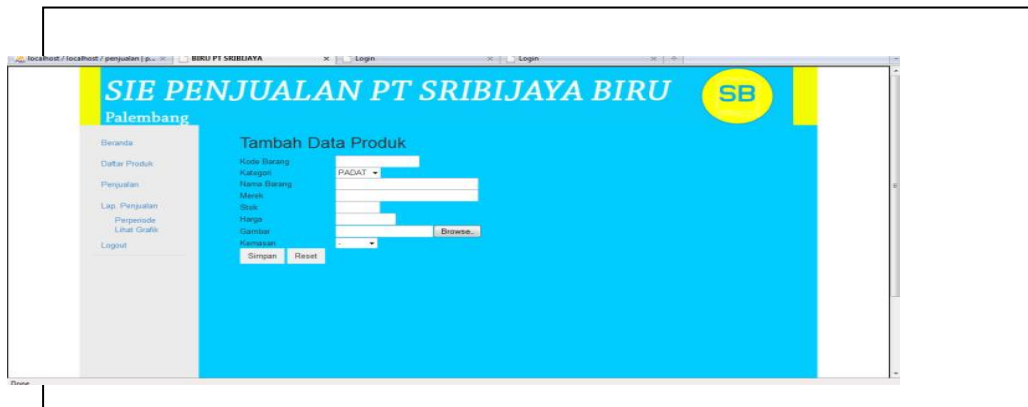 localhost / localhost / penjualan | p...
BIRU PT SRIBIJAYA
Login
Login
SIE PENJUALAN PT SRIBIJAYA BIRU
Palembang
SB
Beranda
Daftar Produk
Penjualan
Lap. Penjualan
Perperiode
Lihat Grafik
Logout
Tambah Data Produk
Kode Barang
Kategori
PADAT
Nama Barang
Merek
Stok
Harga
Gambar
Browse..
Kemasan
-
Simpan
Reset
Done